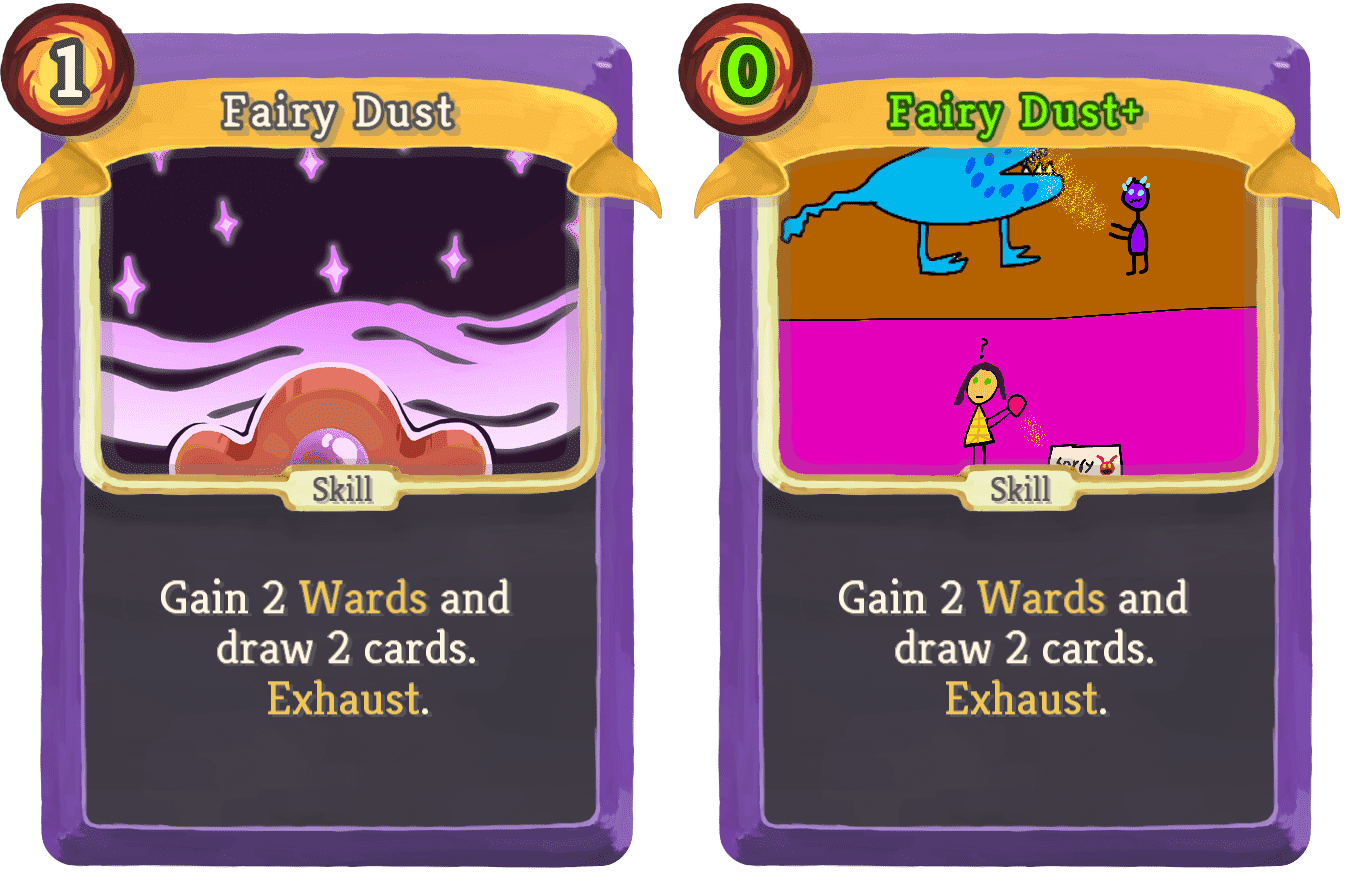 1
Fairy Dust
Skill
Gain 2 Wards and
draw 2 cards.
Exhaust.
0
Fairy Dust+
?
Skill
Gain 2 Wards and
draw 2 cards.
Exhaust.